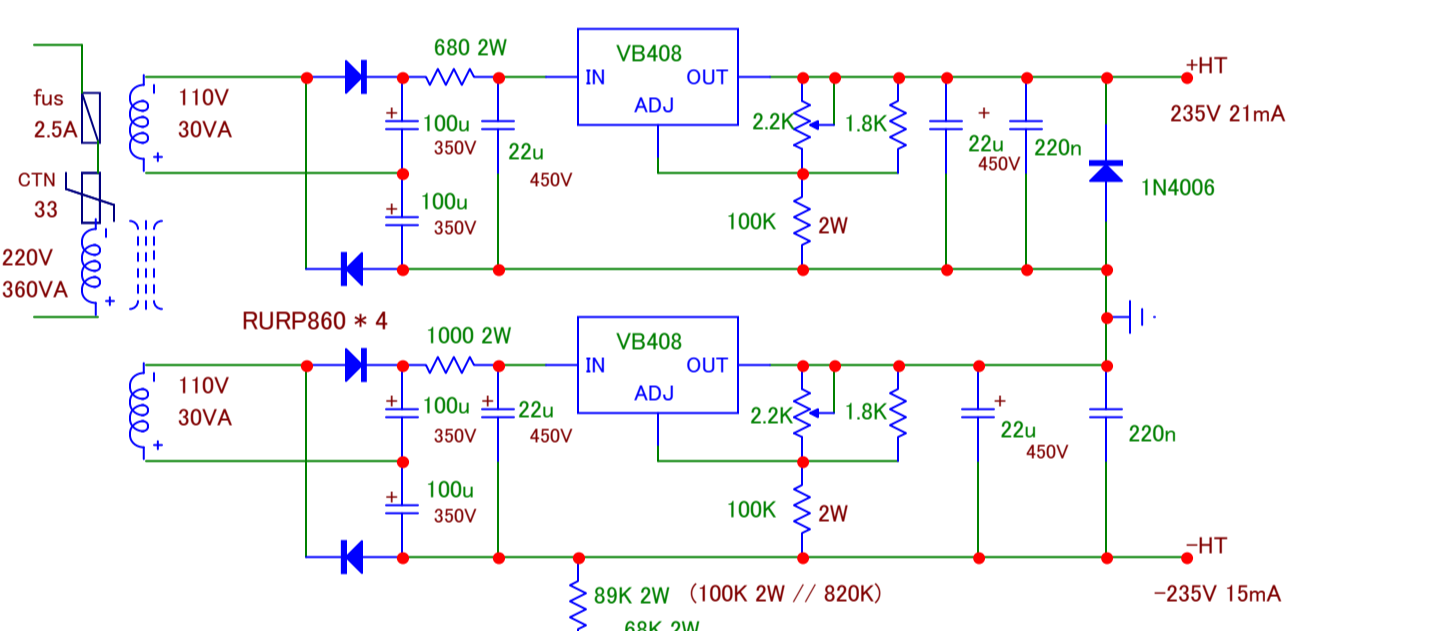 680 2W
VB408
IN
OUT
ADJ
+HT
235V 21mA
fus
2.5A
110V
30VA
+
100u
350V
22u
450V
2.2K
1.8K
+
22u
450V
220n
1N4006
CTN
33
+
+
100u
350V
100K
2W
220V
360VA
+
RURP860 * 4
1000 2W
VB408
IN
OUT
ADJ
110V
30VA
+
100u
350V
+
22u
450V
2.2K
1.8K
+
22u
450V
220n
+
+
100u
350V
100K
2W
-HT
-235V 15mA
89K 2W (100K 2W // 820K)
68K 2W